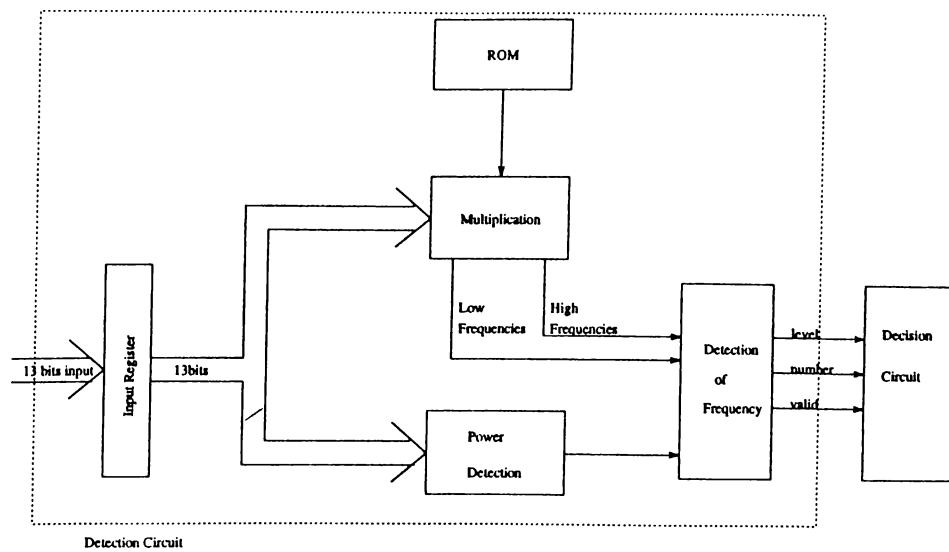 ROM
Multiplication
Low
Frequencies
High
Frequencies
13 bits input
Input Register
13bits
Power
Detection
Detection
of
Frequency
level
number
valid
Decision
Circuit
Detection Circuit